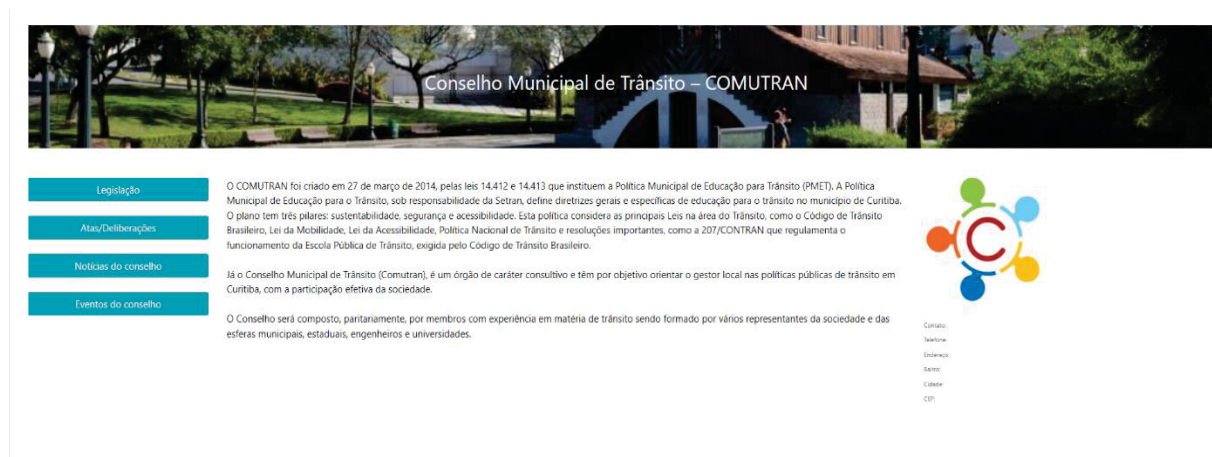 Conselho Municipal de Trânsito – COMUTRAN
Legislação
Atas/Deliberações
Notícias do conselho
Eventos do conselho
O COMUTRAN foi criado em 27 de março de 2014, pelas leis 14.412 e 14.413 que instituem a Política Municipal de Educação para Trânsito (PMET). A Política
Municipal de Educação para o Trânsito, sob responsabilidade da Setran, define diretrizes gerais e específicas de educação para o trânsito no município de Curitiba.
O plano tem três pilares: sustentabilidade, segurança e acessibilidade. Esta política considera as principais Leis na área do Trânsito, como o Código de Trânsito
Brasileiro, Lei da Mobilidade, Lei da Acessibilidade, Política Nacional de Trânsito e resoluções importantes, como a 207/CONTRAN que regulamenta o
funcionamento da Escola Pública de Trânsito, exigida pelo Código de Trânsito Brasileiro.
Já o Conselho Municipal de Trânsito (Comutran), é um órgão de caráter consultivo e têm por objetivo orientar o gestor local nas políticas públicas de trânsito em
Curitiba, com a participação efetiva da sociedade.
O Conselho será composto, paritariamente, por membros com experiência em matéria de trânsito sendo formado por vários representantes da sociedade e das
esferas municipais, estaduais, engenheiros e universidades.
C
Contato:
Telefone:
Endereço:
Bairro:
Cidade:
CEP: